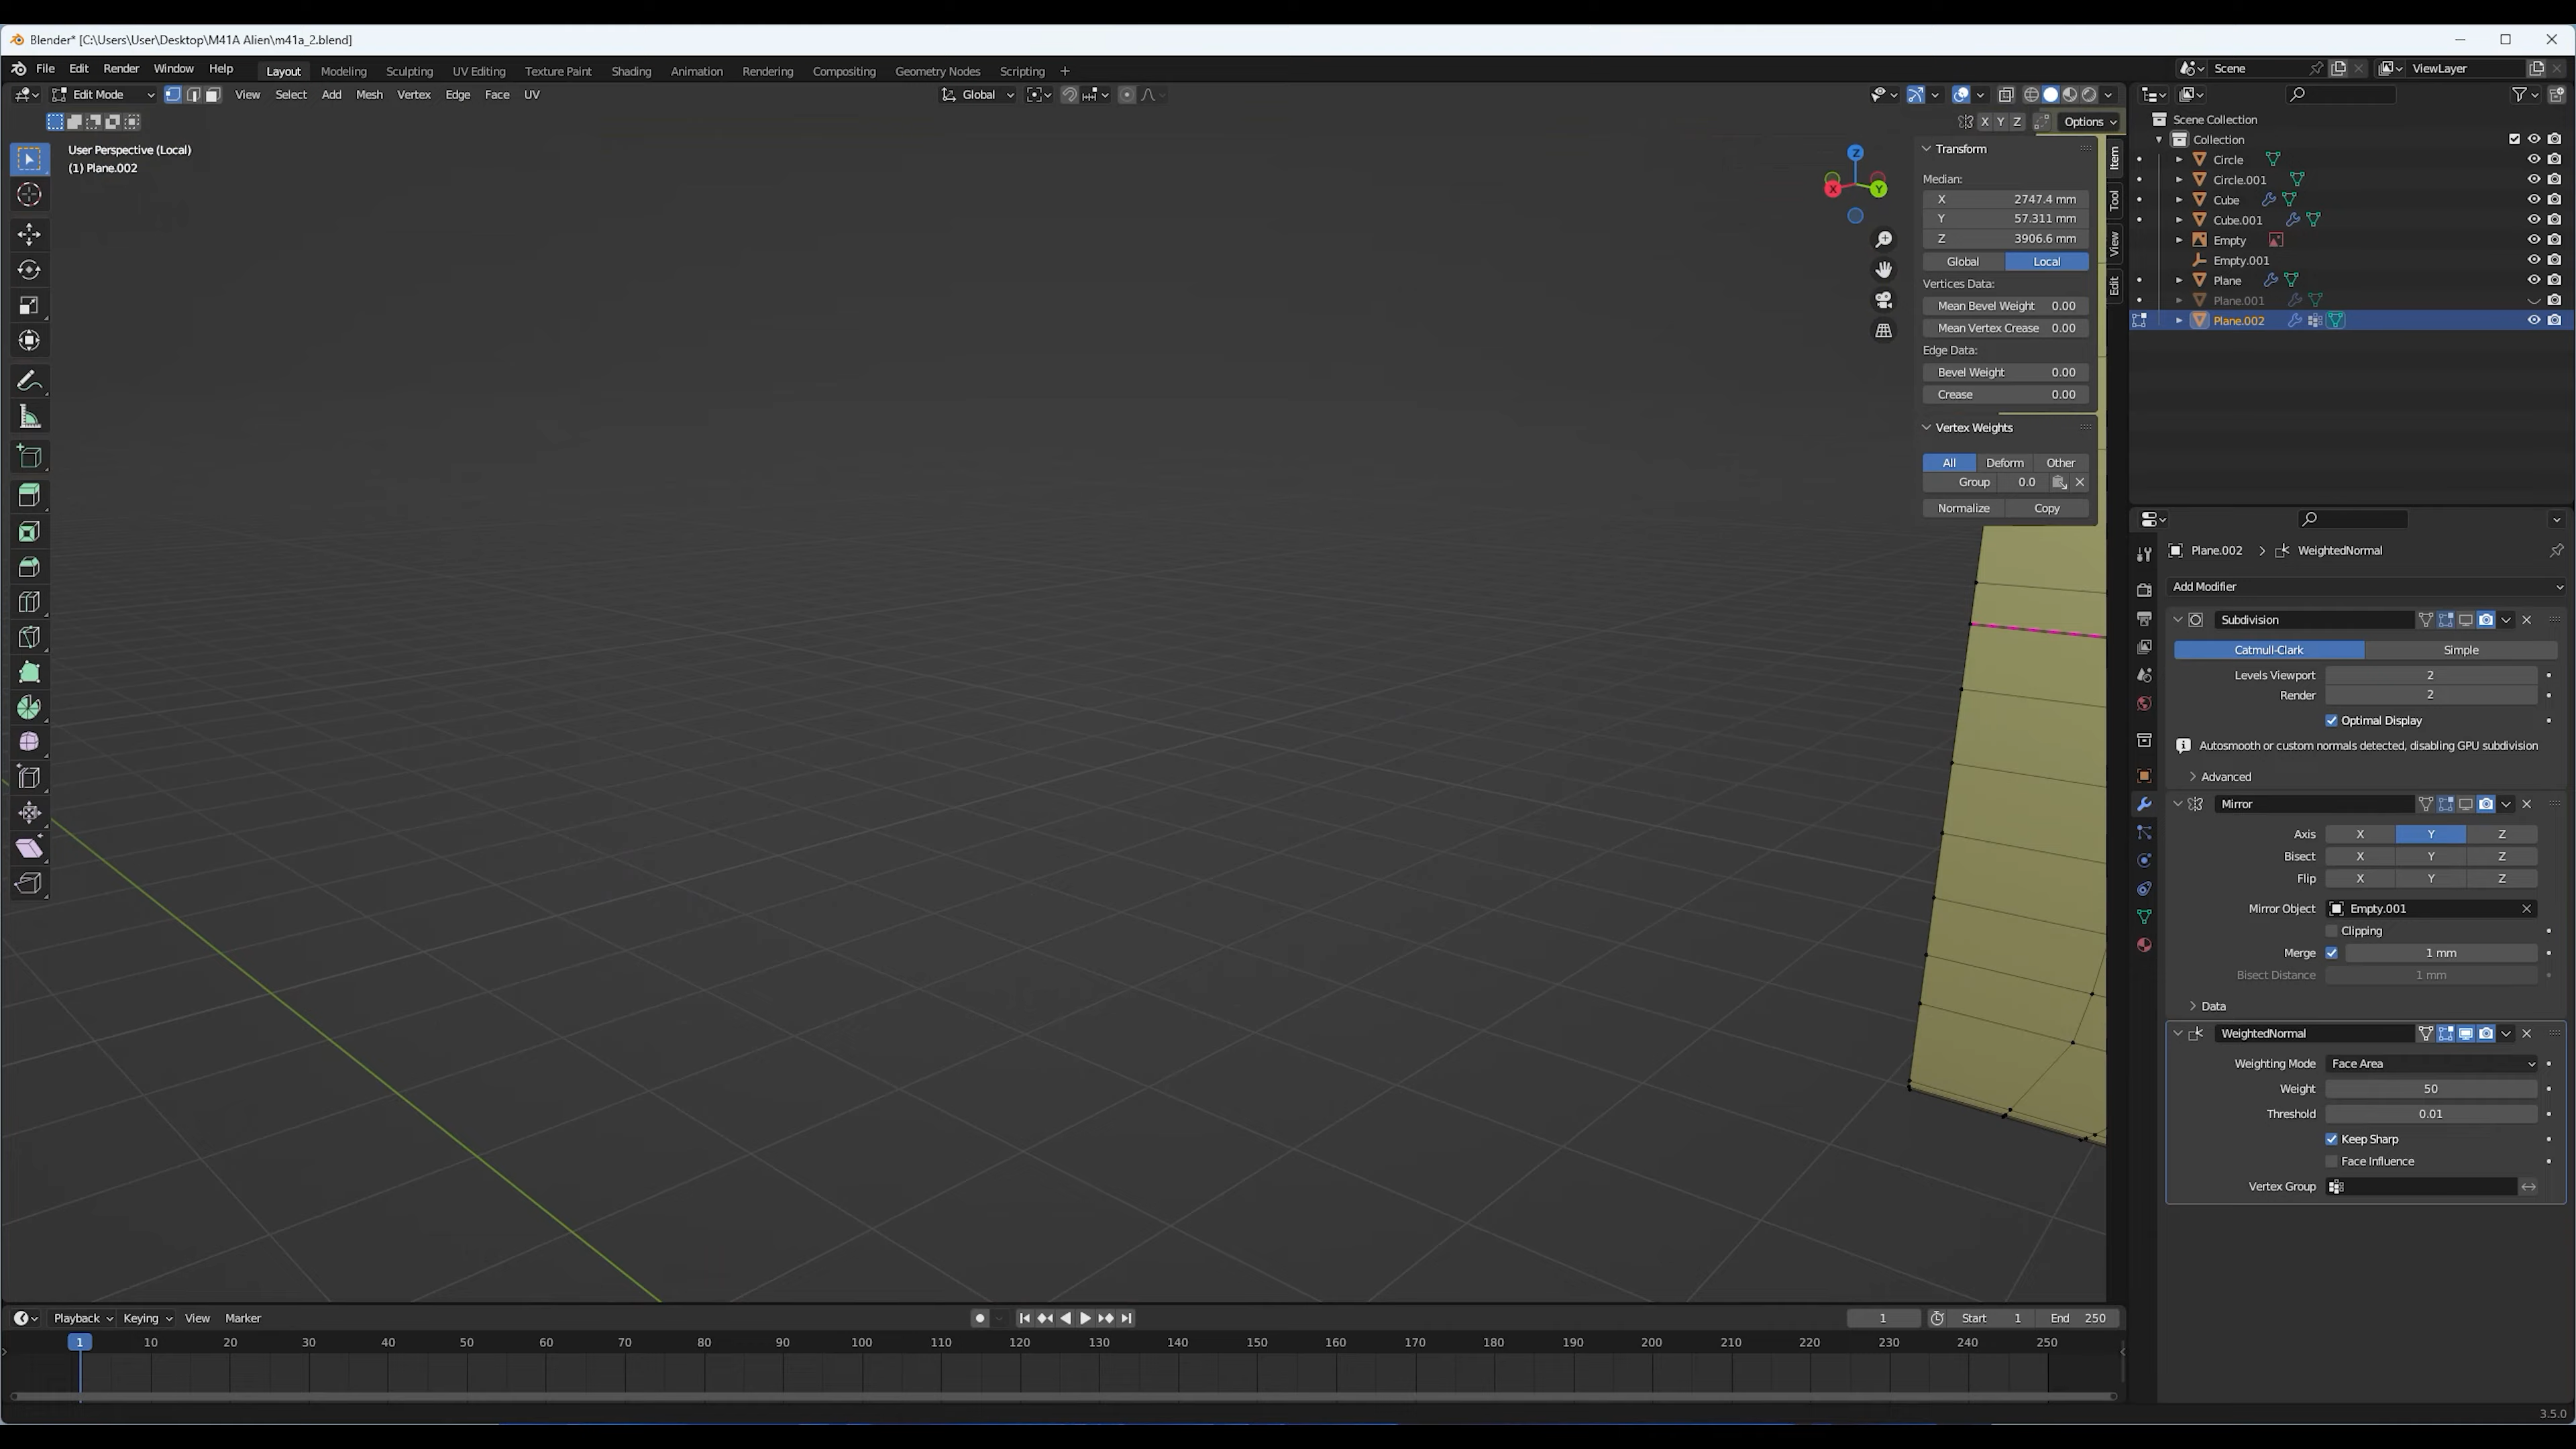 Blender* [C:\Users\User\Desktop\M41A Alien\m41a_2.blend]
File Edit Render Window Help Layout Modeling Sculpting UV Editing Texture Paint Shading Animation Rendering Compositing Geometry Nodes Scripting + Scene ViewLayer
Edit Mode View Select Add Mesh Vertex Edge Face UV Global
X Y Z Options
User Perspective (Local)
(1) Plane.002
Z
X
Y
Transform
Median:
X 2747.4 mm
Y 57.311 mm
Z 3906.6 mm
Global Local
Vertices Data:
Mean Bevel Weight 0.00
Mean Vertex Crease 0.00
Edge Data:
Bevel Weight 0.00
Crease 0.00
Vertex Weights
All Deform Other
Group 0.0
Normalize Copy
Item
Tool
View
Edit
Scene Collection
Collection
Circle
Circle.001
Cube
Cube.001
Empty
Empty.001
Plane
Plane.001
Plane.002
Plane.002 > WeightedNormal
Add Modifier
Subdivision
Catmull-Clark Simple
Levels Viewport 2
Render 2
Optimal Display
Autosmooth or custom normals detected, disabling GPU subdivision
Advanced
Mirror
Axis X Y Z
Bisect X Y Z
Flip X Y Z
Mirror Object Empty.001
Clipping
Merge 1 mm
Bisect Distance 1 mm
Data
WeightedNormal
Weighting Mode Face Area
Weight 50
Threshold 0.01
Keep Sharp
Face Influence
Vertex Group
Playback Keying View Marker 1 Start 1 End 250
1 10 20 30 40 50 60 70 80 90 100 110 120 130 140 150 160 170 180 190 200 210 220 230 240 250
3.5.0